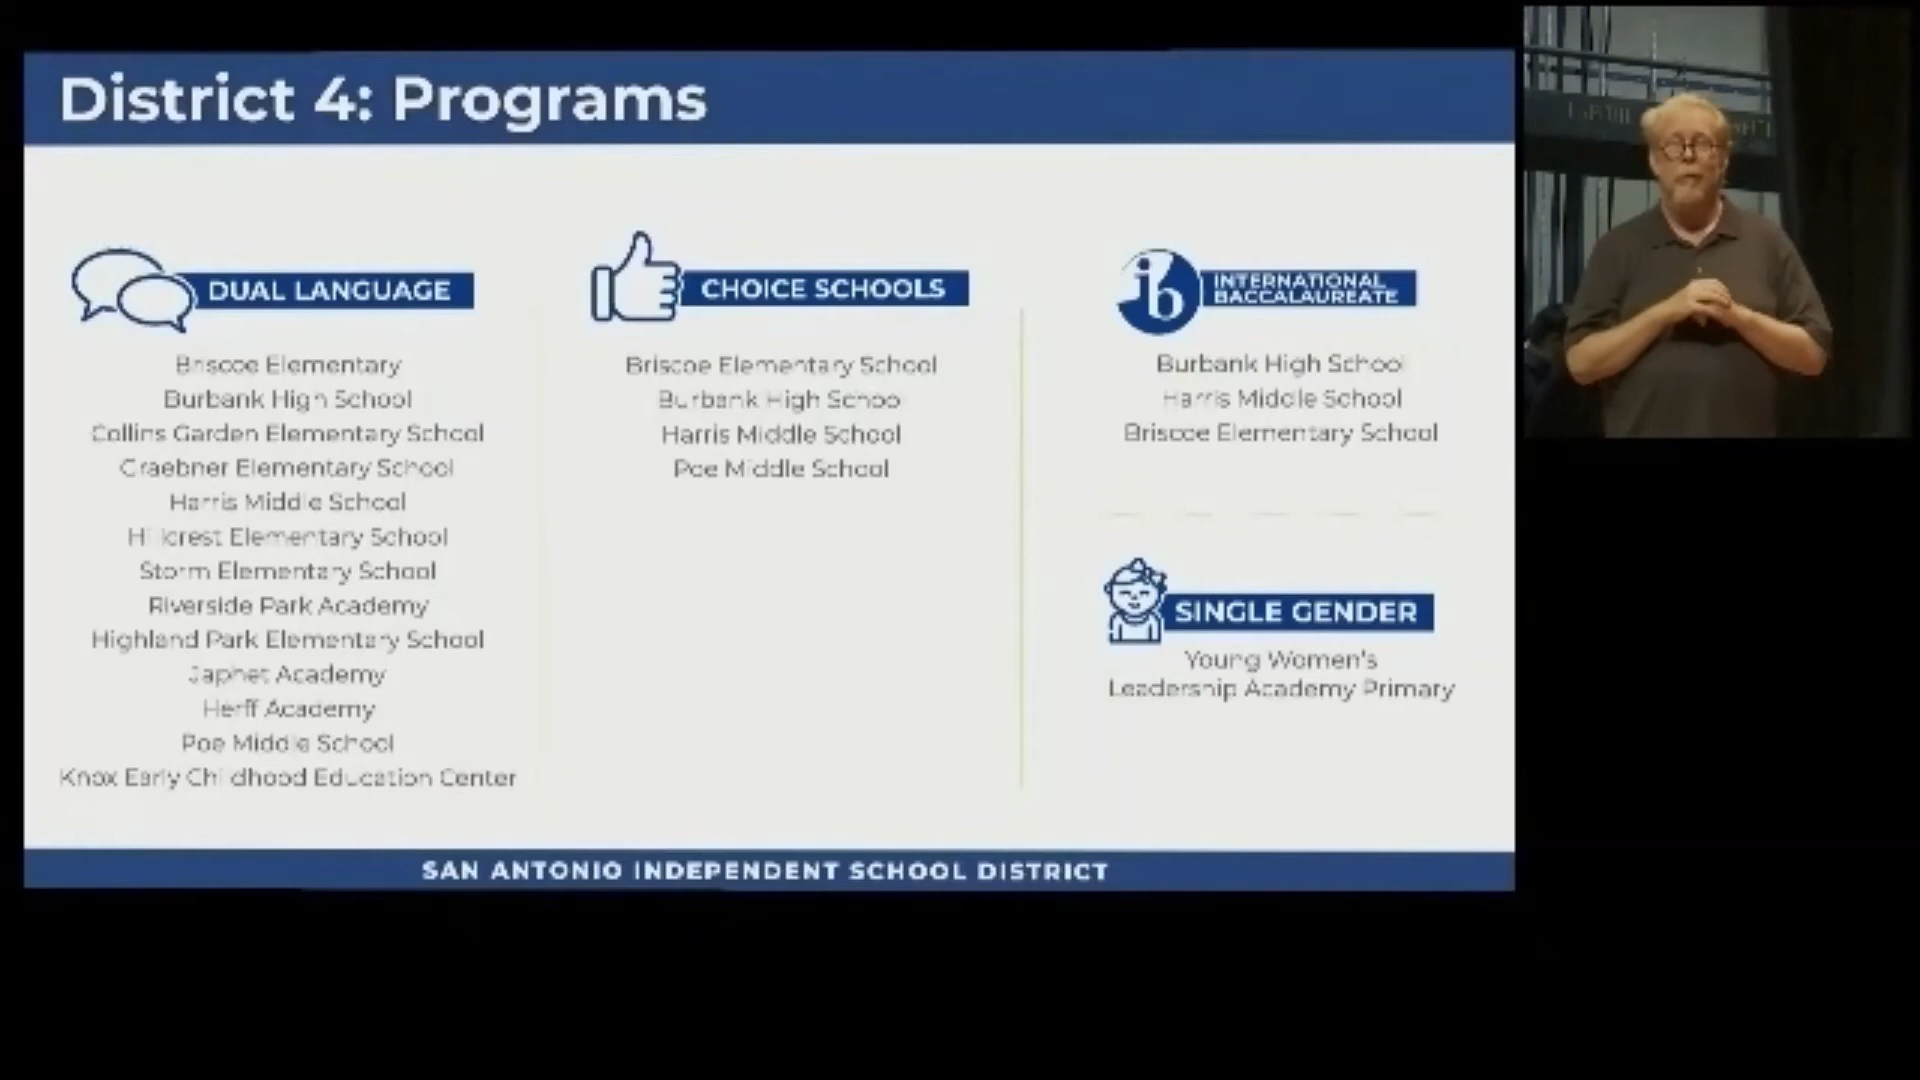 District 4: Programs
DUAL LANGUAGE
Briscoe Elementary
Burbank High School
Collins Garden Elementary School
Graebner Elementary School
Harris Middle School
Hillcrest Elementary School
Storm Elementary School
Riverside Park Academy
Highland Park Elementary School
Japhet Academy
Herff Academy
Poe Middle School
Knox Early Childhood Education Center
CHOICE SCHOOLS
Briscoe Elementary School
Burbank High School
Harris Middle School
Poe Middle School
ib
INTERNATIONAL
BACCALAUREATE
Burbank High School
Harris Middle School
Briscoe Elementary School
SINGLE GENDER
Young Women's
Leadership Academy Primary
SAN ANTONIO INDEPENDENT SCHOOL DISTRICT